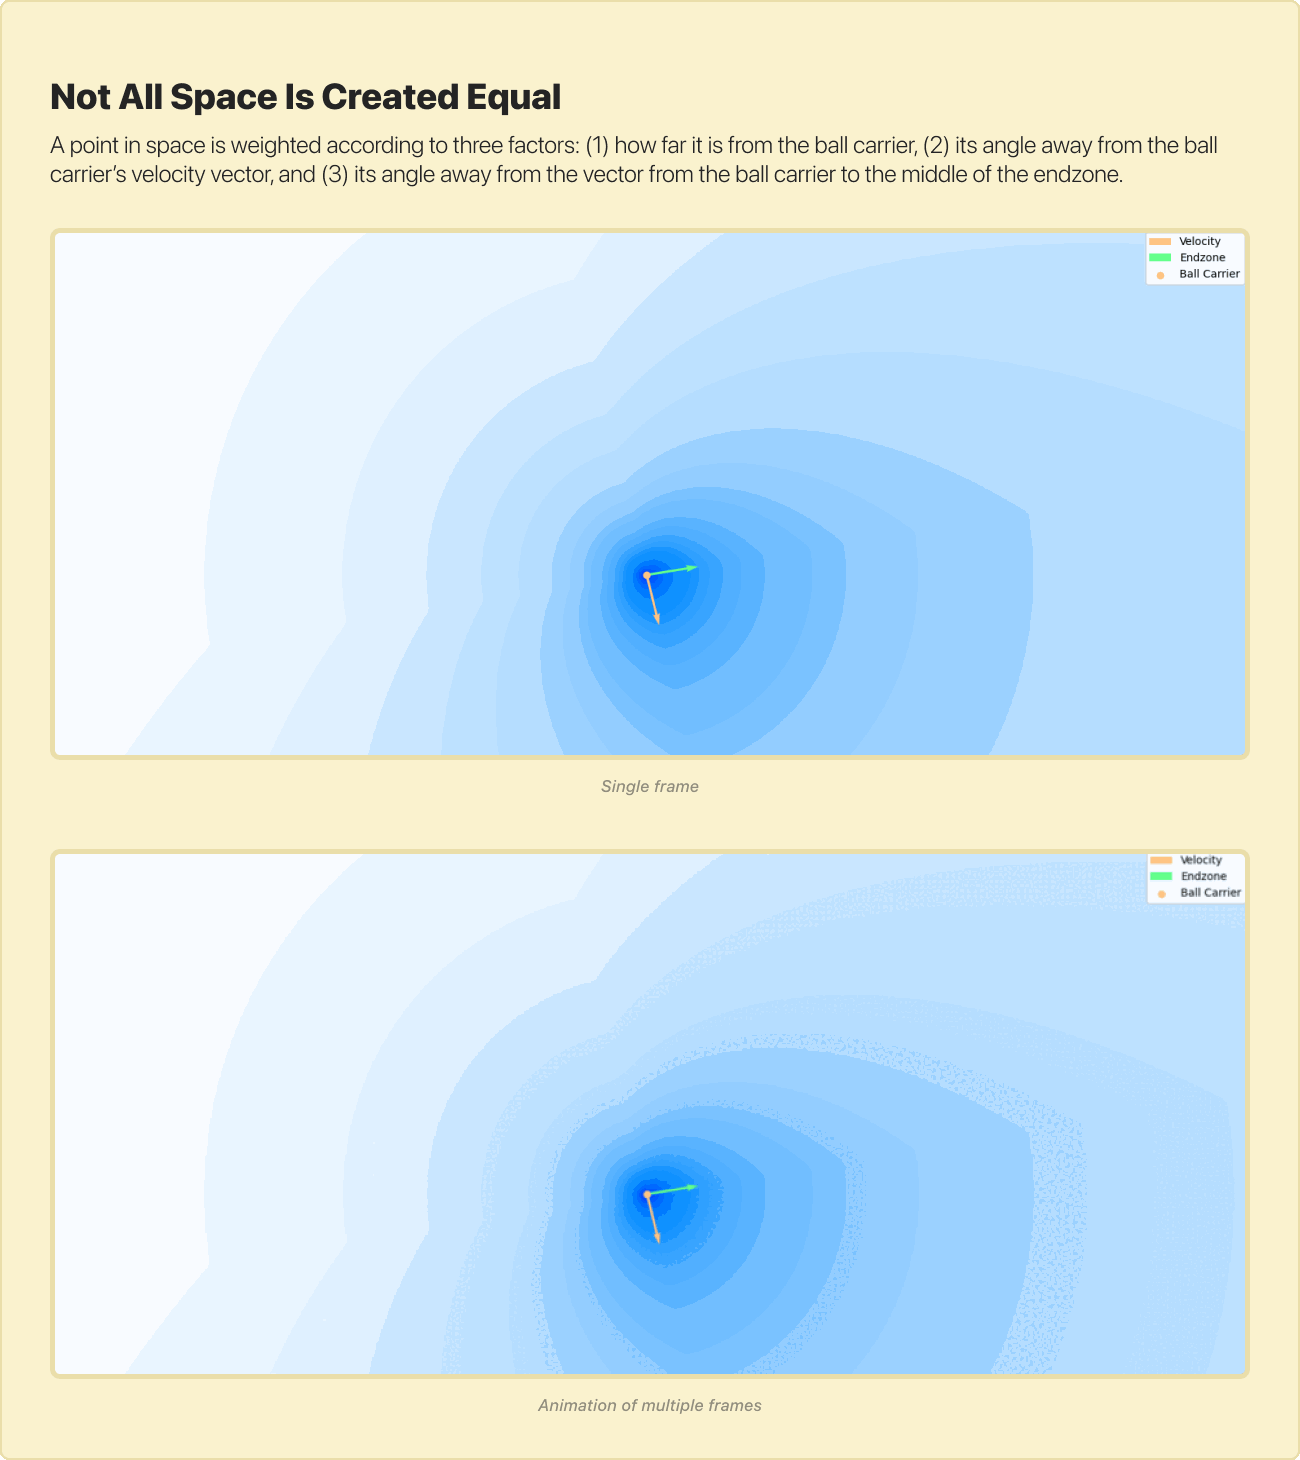 Not All Space Is Created Equal
A point in space is weighted according to three factors: (1) how far it is from the ball carrier, (2) its angle away from the ball
carrier’s velocity vector, and (3) its angle away from the vector from the ball carrier to the middle of the endzone.
Velocity
Endzone
Ball Carrier
Single frame
Velocity
Endzone
Ball Carrier
Animation of multiple frames